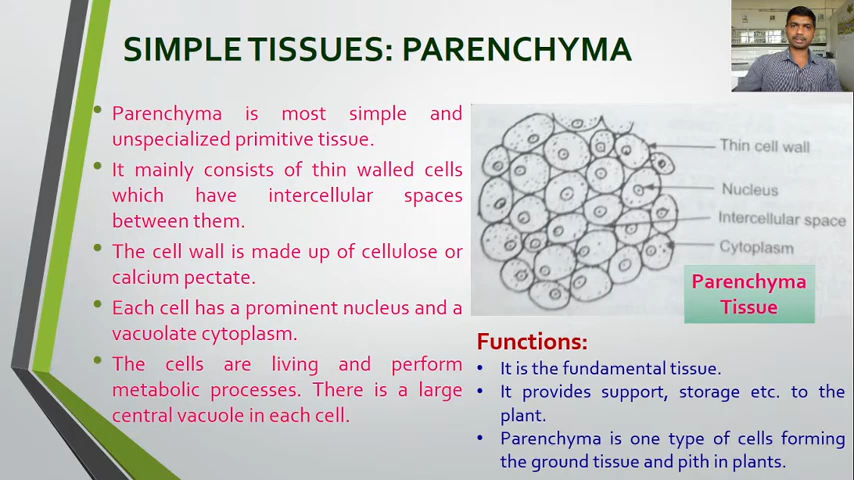 SIMPLE TISSUES: PARENCHYMA
Parenchyma is most simple and
unspecialized primitive tissue.
It mainly consists of thin walled cells
which have intercellular spaces
between them.
The cell wall is made up of cellulose or
calcium pectate.
Each cell has a prominent nucleus and a
vacuolate cytoplasm.
The cells are living and perform
metabolic processes. There is a large
central vacuole in each cell.
Thin cell wall
Nucleus
Intercellular space
Cytoplasm
Parenchyma
Tissue
Functions:
It is the fundamental tissue.
It provides support, storage etc. to the
plant.
Parenchyma is one type of cells forming
the ground tissue and pith in plants.